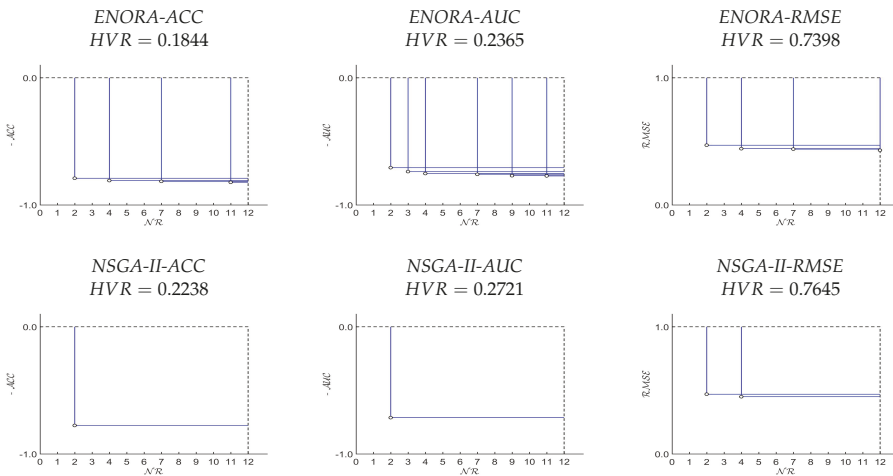 ENORA-ACC
HVR = 0.1844
0.0
- ACC
-1.0
0 1 2 3 4 5 6 7 8 9 10 11 12
NR
ENORA-AUC
HVR = 0.2365
0.0
- AUC
-1.0
0 1 2 3 4 5 6 7 8 9 10 11 12
NR
ENORA-RMSE
HVR = 0.7398
1.0
RMSE
0.0
0 1 2 3 4 5 6 7 8 9 10 11 12
NR
NSGA-II-ACC
HVR = 0.2238
0.0
- ACC
-1.0
0 1 2 3 4 5 6 7 8 9 10 11 12
NR
NSGA-II-AUC
HVR = 0.2721
0.0
- AUC
-1.0
0 1 2 3 4 5 6 7 8 9 10 11 12
NR
NSGA-II-RMSE
HVR = 0.7645
1.0
RMSE
0.0
0 1 2 3 4 5 6 7 8 9 10 11 12
NR